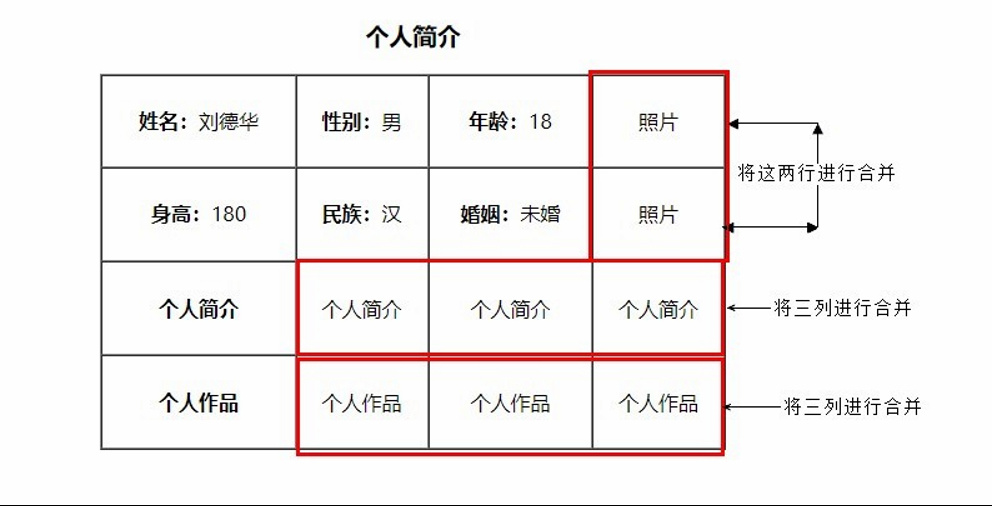 个人简介
姓名：刘德华 性别：男 年龄：18 照片
将这两行进行合并
身高：180 民族：汉 婚姻：未婚 照片
个人简介 个人简介 个人简介 个人简介 将三列进行合并
个人作品 个人作品 个人作品 个人作品 将三列进行合并